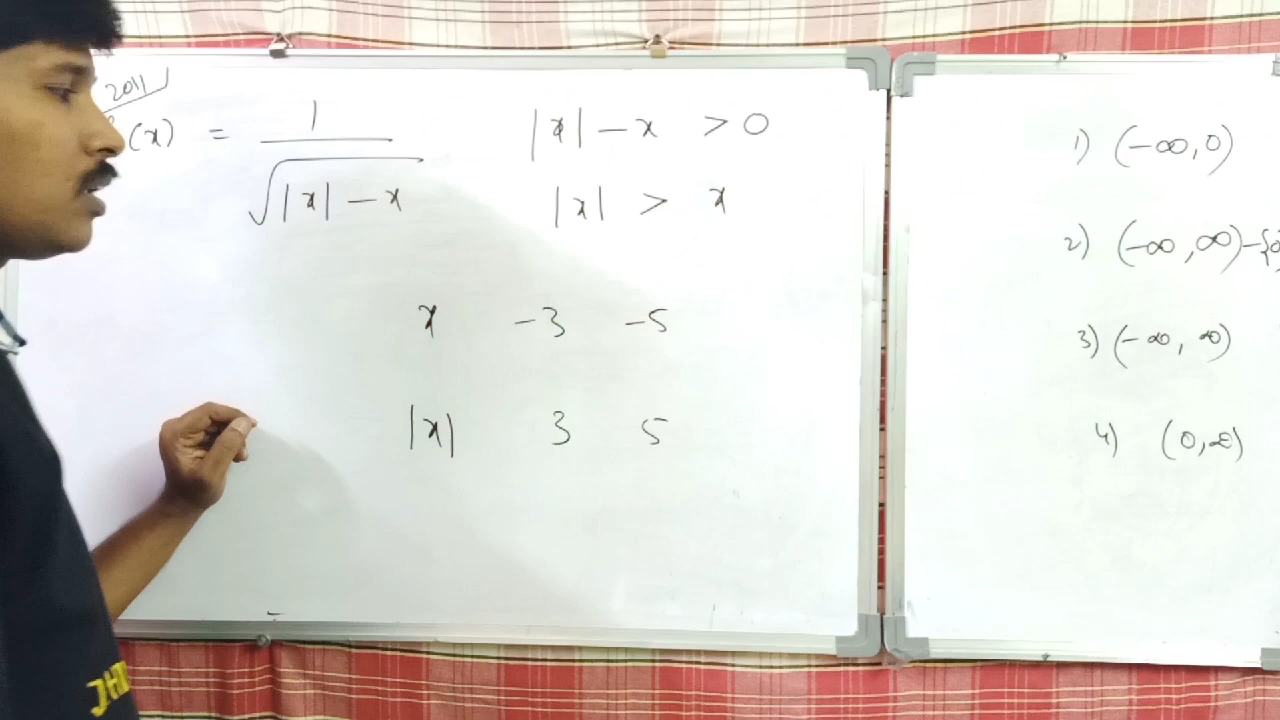 2011
(x) = 1 / √|x| - x
|x| - x > 0
|x| > x
x -3 -5
|x| 3 5
1) (-∞, 0)
2) (-∞, ∞) - {0}
3) (-∞, ∞)
4) (0, ∞)